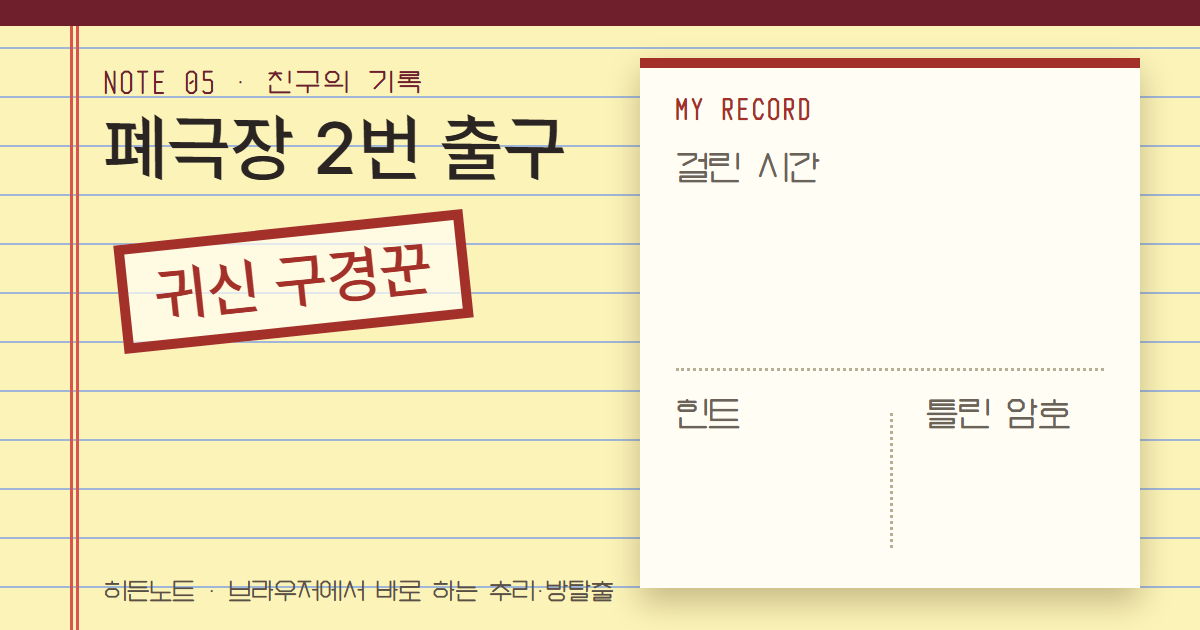 NOTE 05 · 친구의 기록
폐극장 2번 출구
귀신 구경꾼
MY RECORD
걸린 시간
힌트
틀린 암호
히든노트 · 브라우저에서 바로 하는 추리·방탈출